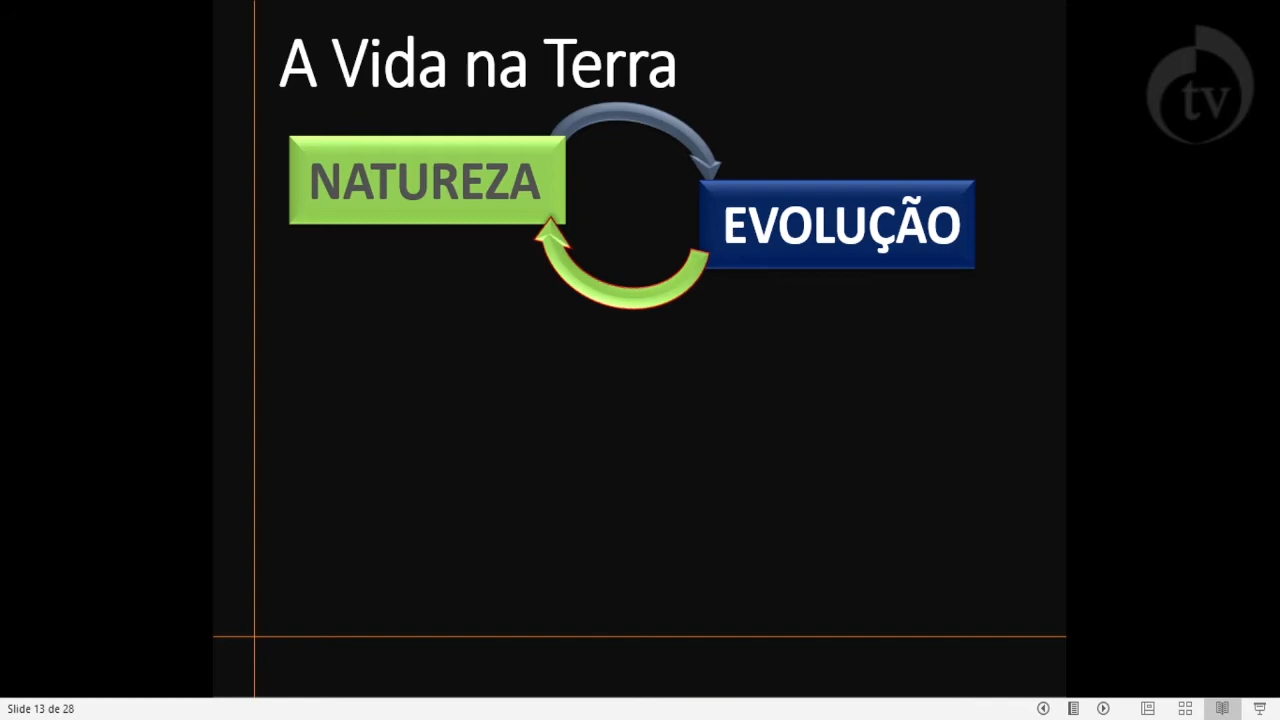 A Vida na Terra
tv
NATUREZA
EVOLUÇÃO
Slide 13 de 28